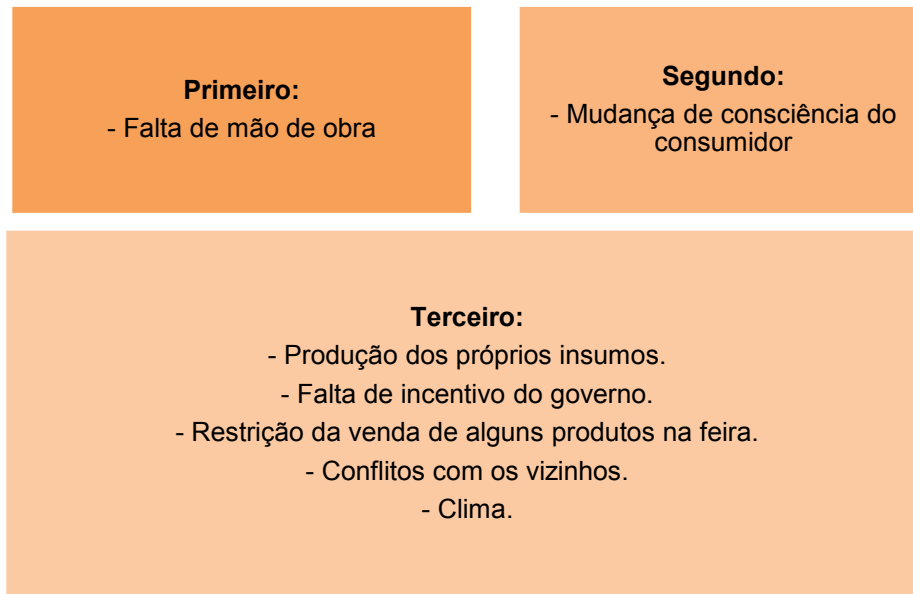 Primeiro:
- Falta de mão de obra
Segundo:
- Mudança de consciência do
consumidor
Terceiro:
- Produção dos próprios insumos.
- Falta de incentivo do governo.
- Restrição da venda de alguns produtos na feira.
- Conflitos com os vizinhos.
- Clima.